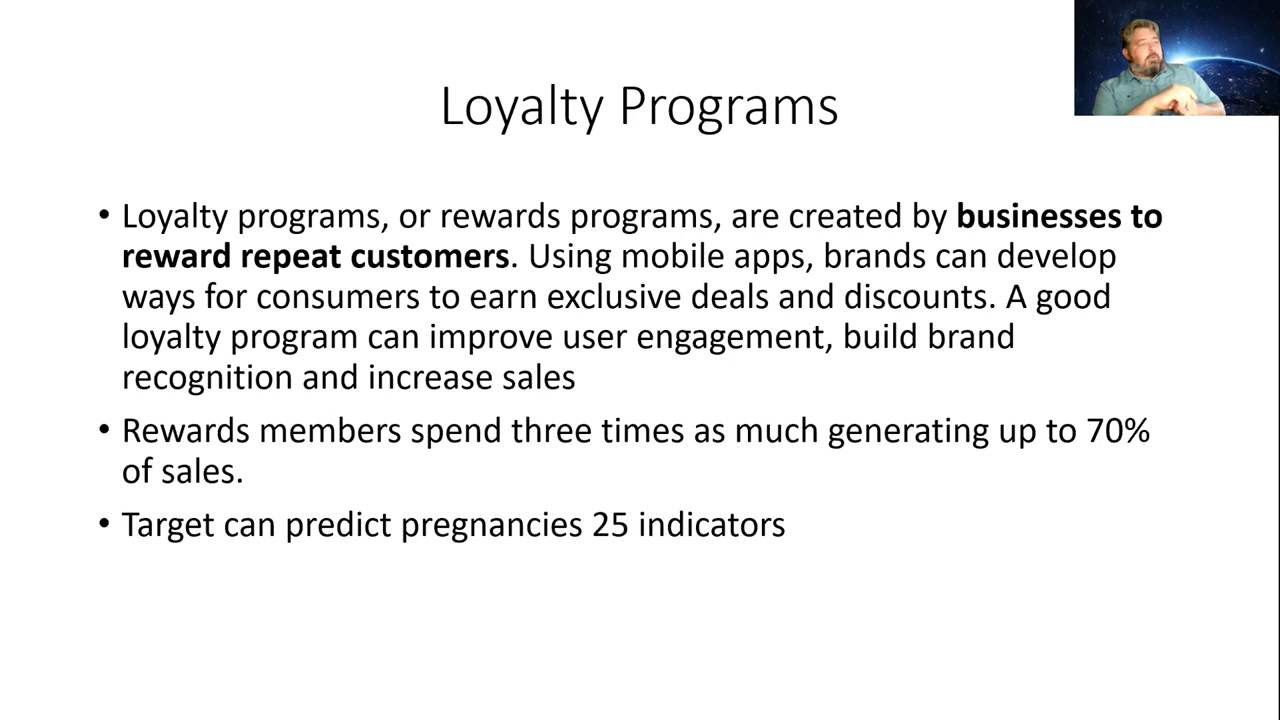 Loyalty Programs
• Loyalty programs, or rewards programs, are created by businesses to
reward repeat customers. Using mobile apps, brands can develop
ways for consumers to earn exclusive deals and discounts. A good
loyalty program can improve user engagement, build brand
recognition and increase sales
• Rewards members spend three times as much generating up to 70%
of sales.
• Target can predict pregnancies 25 indicators